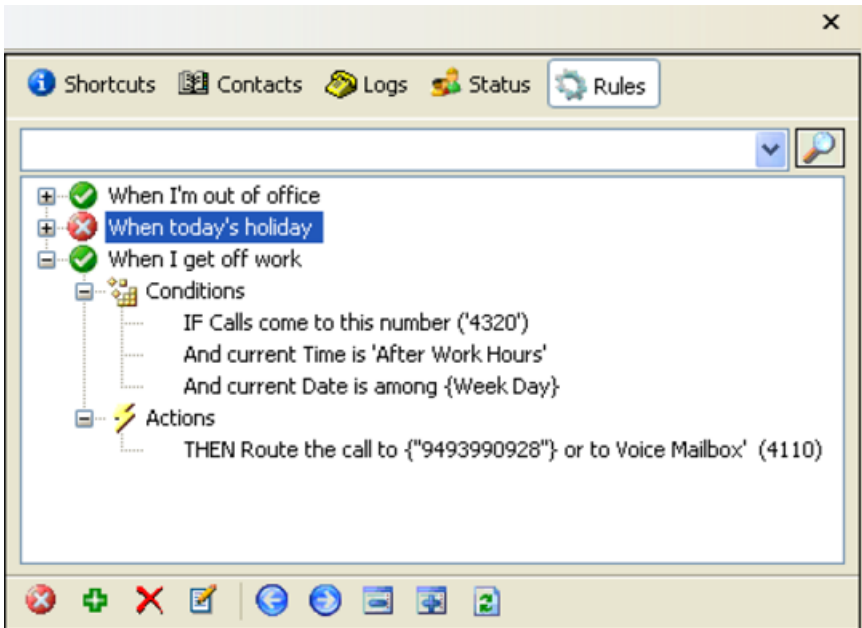 Shortcuts Contacts Logs Status Rules
When I'm out of office
When today's holiday
When I get off work
Conditions
IF Calls come to this number ('4320')
And current Time is 'After Work Hours'
And current Date is among {Week Day}
Actions
THEN Route the call to {"9493990928"} or to Voice Mailbox' (4110)